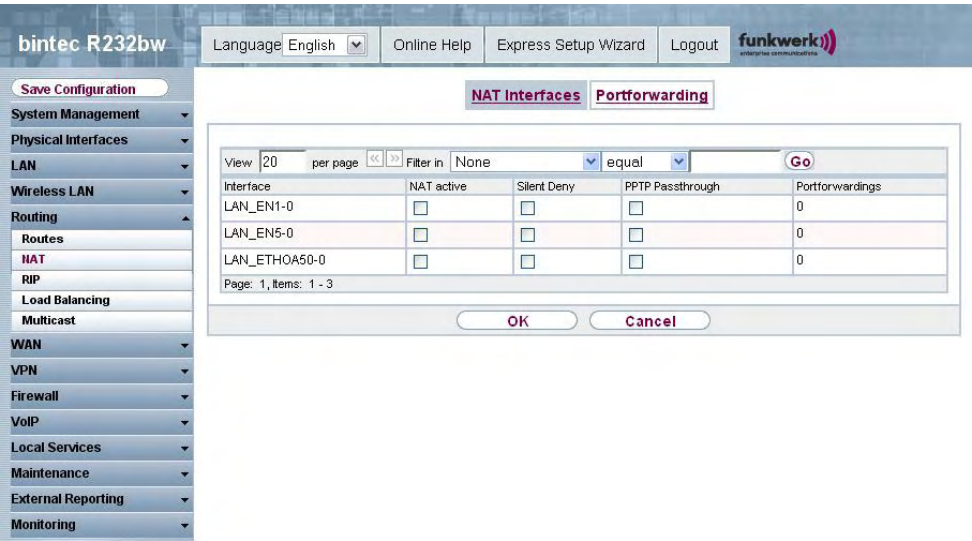 bintec R232bw
Language English Online Help Express Setup Wizard Logout funkwerk
enterprise communications
Save Configuration
System Management
Physical Interfaces
LAN
Wireless LAN
Routing
Routes
NAT
RIP
Load Balancing
Multicast
WAN
VPN
Firewall
VoIP
Local Services
Maintenance
External Reporting
Monitoring
NAT Interfaces Portforwarding
View 20 per page << >> Filter in None equal Go
Interface NAT active Silent Deny PPTP Passthrough Portforwardings
LAN_EN1-0 0
LAN_EN5-0 0
LAN_ETHOA50-0 0
Page: 1, Items: 1 - 3
OK Cancel